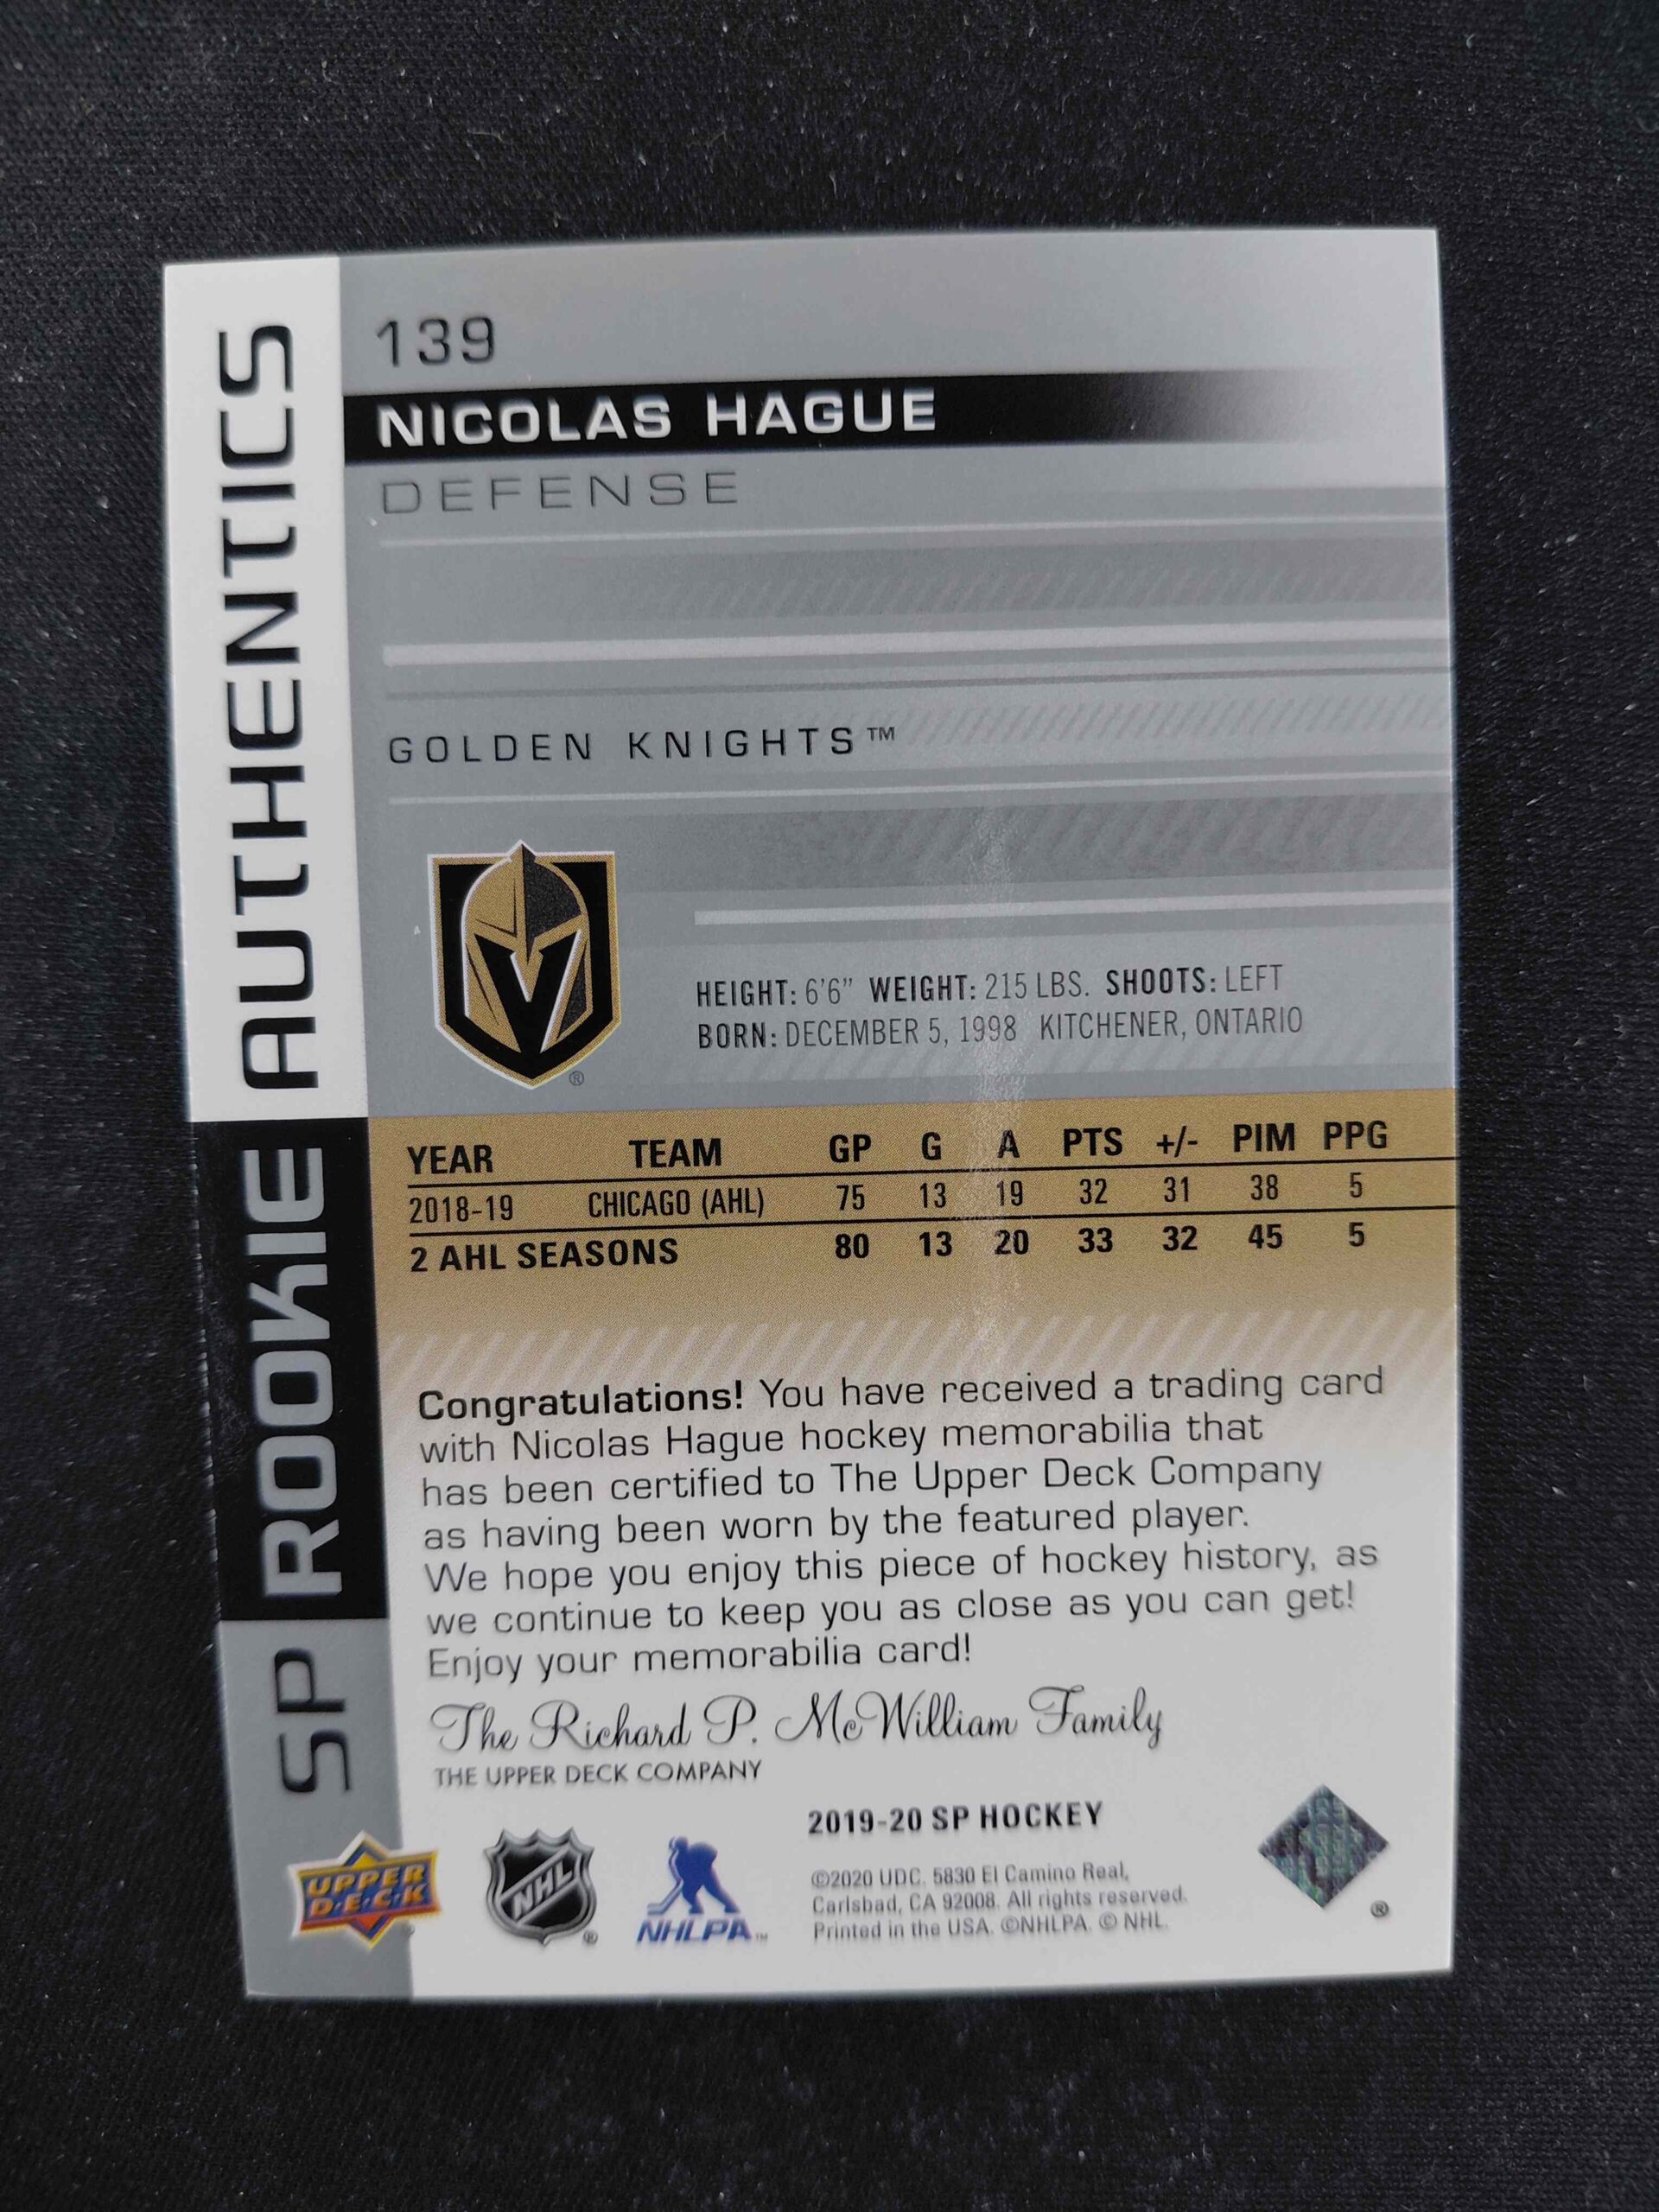 SP ROOKIE AUTHENTICS
139
NICOLAS HAGUE
DEFENSE
GOLDEN KNIGHTS™
®
HEIGHT: 6'6" WEIGHT: 215 LBS. SHOOTS: LEFT
BORN: DECEMBER 5, 1998 KITCHENER, ONTARIO
YEAR TEAM GP G A PTS +/- PIM PPG
2018-19 CHICAGO (AHL) 75 13 19 32 31 38 5
2 AHL SEASONS 80 13 20 33 32 45 5
Congratulations! You have received a trading card
with Nicolas Hague hockey memorabilia that
has been certified to The Upper Deck Company
as having been worn by the featured player.
We hope you enjoy this piece of hockey history, as
we continue to keep you as close as you can get!
Enjoy your memorabilia card!
The Richard P. McWilliam Family
THE UPPER DECK COMPANY
2019-20 SP HOCKEY
©2020 UDC. 5830 El Camino Real,
Carlsbad, CA 92008. All rights reserved.
Printed in the USA. ©NHLPA. © NHL.
UPPER
DECK
®
NHL
®
NHLPA™
®